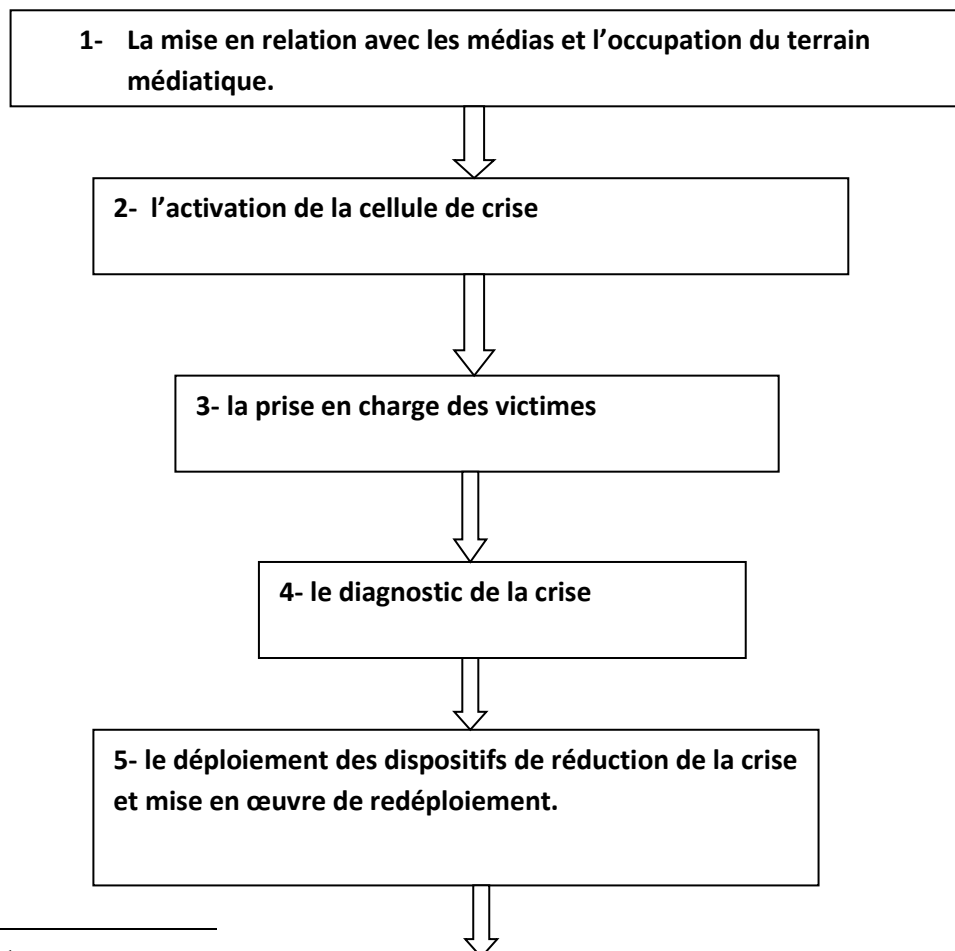 1- La mise en relation avec les médias et l’occupation du terrain
médiatique.
2- l’activation de la cellule de crise
3- la prise en charge des victimes
4- le diagnostic de la crise
5- le déploiement des dispositifs de réduction de la crise
et mise en œuvre de redéploiement.